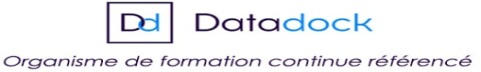 Dd Datadock
Organisme de formation continue référencé